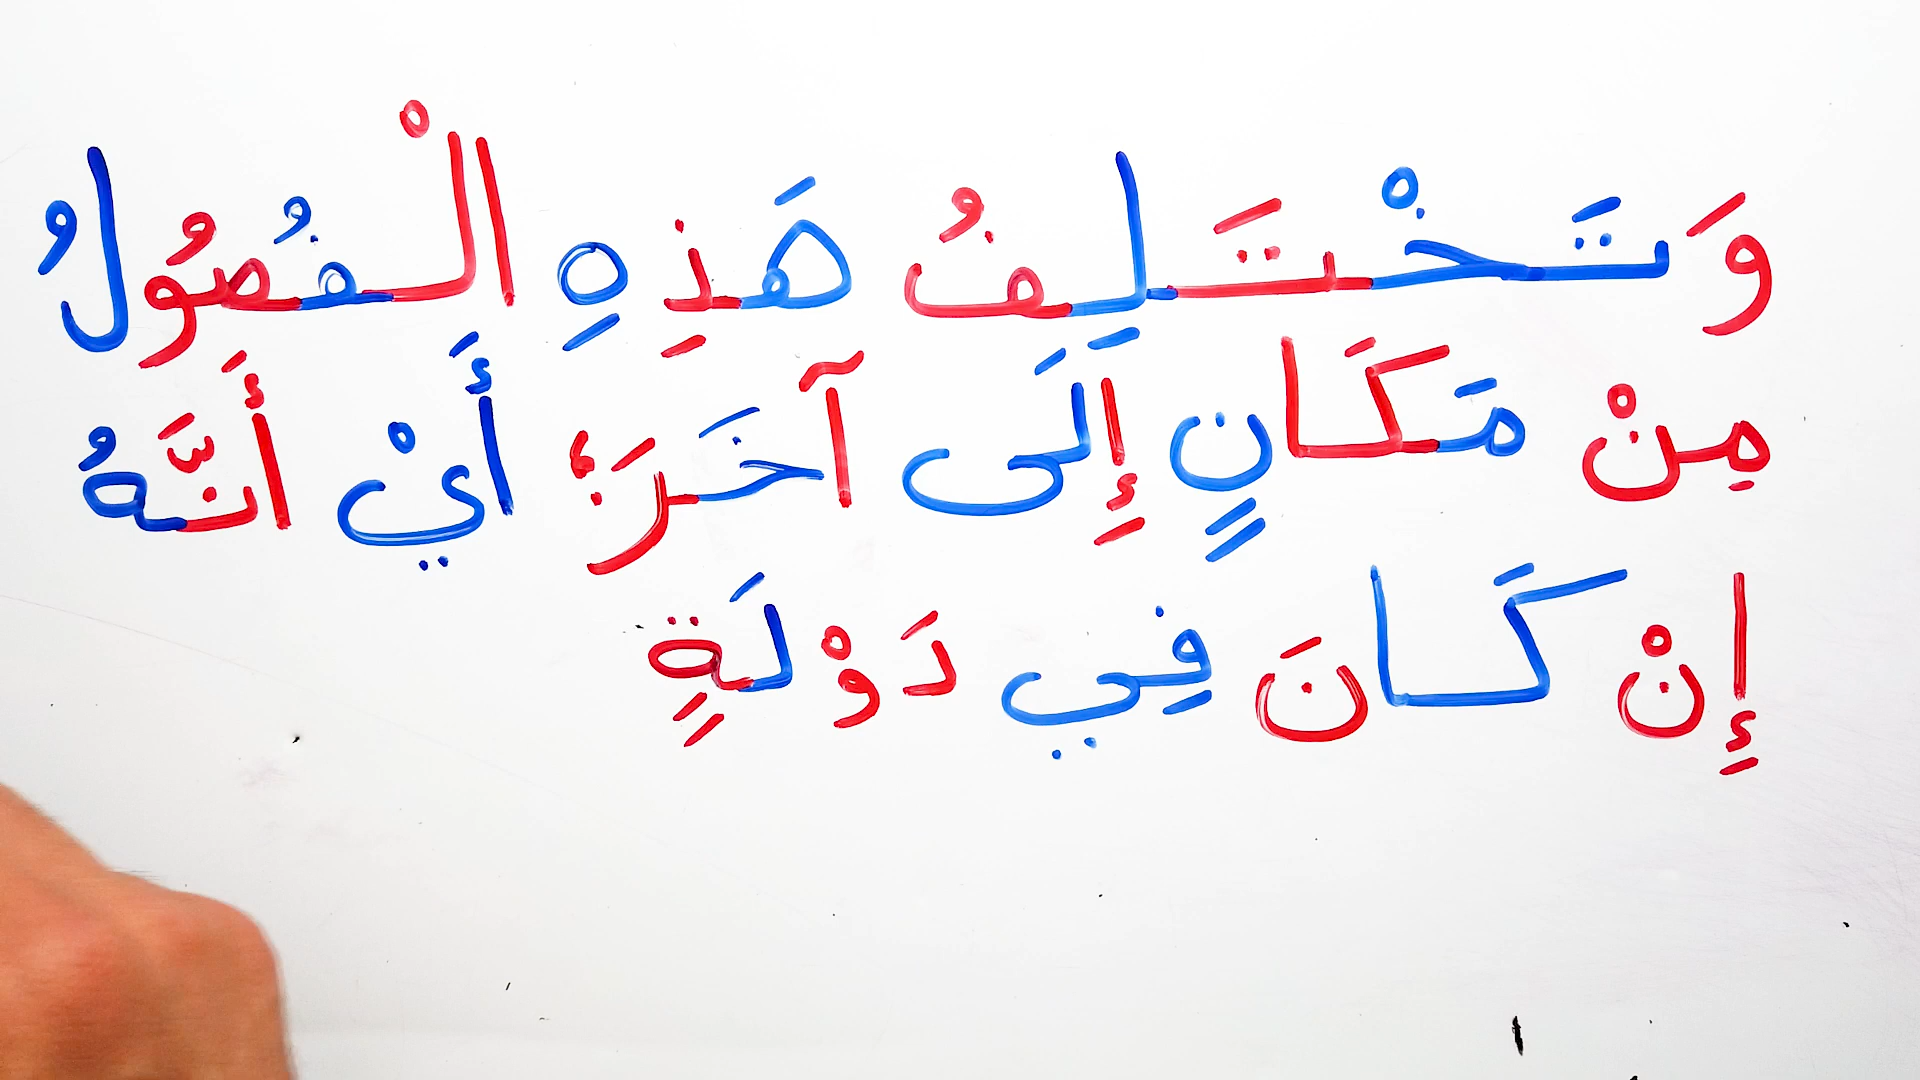 وَتَخْتَلِفُ هَذِهِ الْفُصُولُ
مِنْ مَكَانٍ إِلَى آخَرَ؛ أَيْ أَنَّهُ
إِنْ كَانَ فِي دَوْلَةٍ